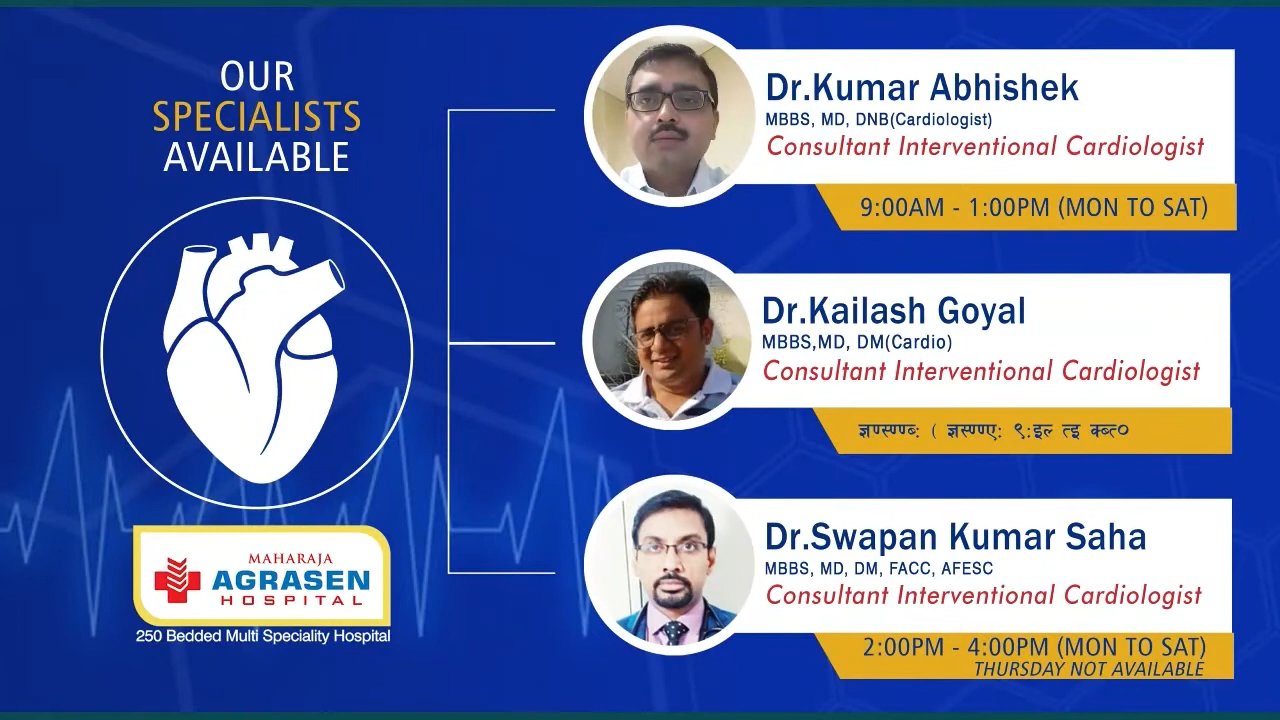 OUR
SPECIALISTS
AVAILABLE
MAHARAJA
AGRASEN
HOSPITAL
250 Bedded Multi Speciality Hospital
Dr.Kumar Abhishek
MBBS, MD, DNB(Cardiologist)
Consultant Interventional Cardiologist
9:00AM - 1:00PM (MON TO SAT)
Dr.Kailash Goyal
MBBS,MD, DM(Cardio)
Consultant Interventional Cardiologist
Dr.Swapan Kumar Saha
MBBS, MD, DM, FACC, AFESC
Consultant Interventional Cardiologist
2:00PM - 4:00PM (MON TO SAT)
THURSDAY NOT AVAILABLE